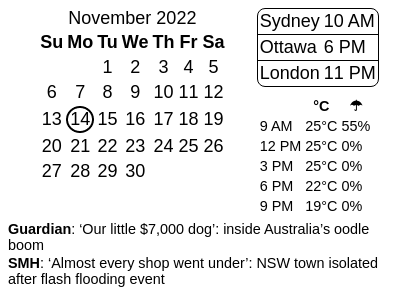 November 2022
Su Mo Tu We Th Fr Sa
1 2 3 4 5
6 7 8 9 10 11 12
13 14 15 16 17 18 19
20 21 22 23 24 25 26
27 28 29 30
Sydney 10 AM
Ottawa 6 PM
London 11 PM
°C ☂
9 AM 25°C 55%
12 PM 25°C 0%
3 PM 25°C 0%
6 PM 22°C 0%
9 PM 19°C 0%
Guardian: ‘Our little $7,000 dog’: inside Australia’s oodle
boom
SMH: ‘Almost every shop went under’: NSW town isolated
after flash flooding event